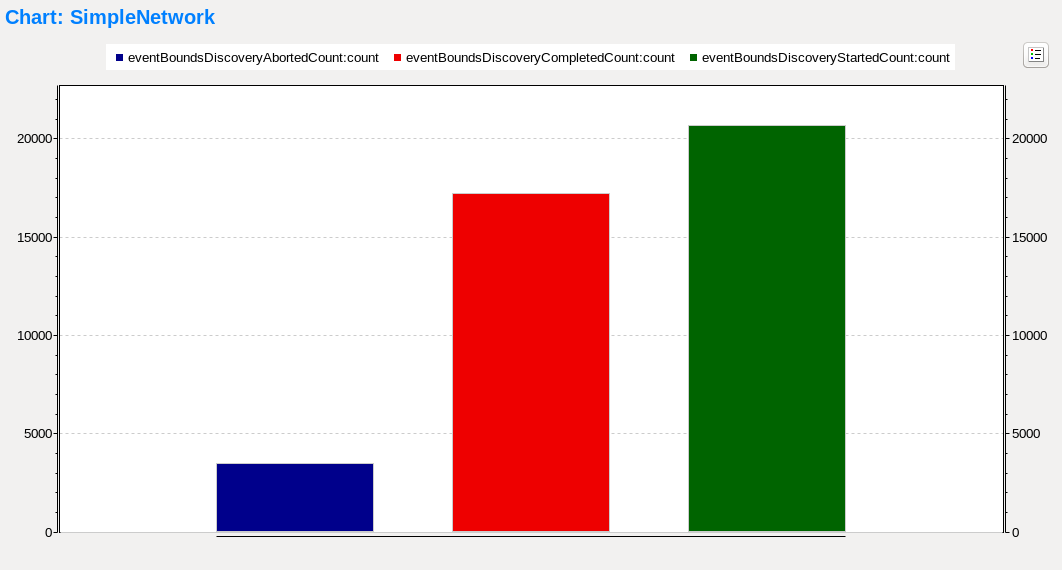 Chart: SimpleNetwork
eventBoundsDiscoveryAbortedCount:count eventBoundsDiscoveryCompletedCount:count eventBoundsDiscoveryStartedCount:count
20000 20000
15000 15000
10000 10000
5000 5000
0 0